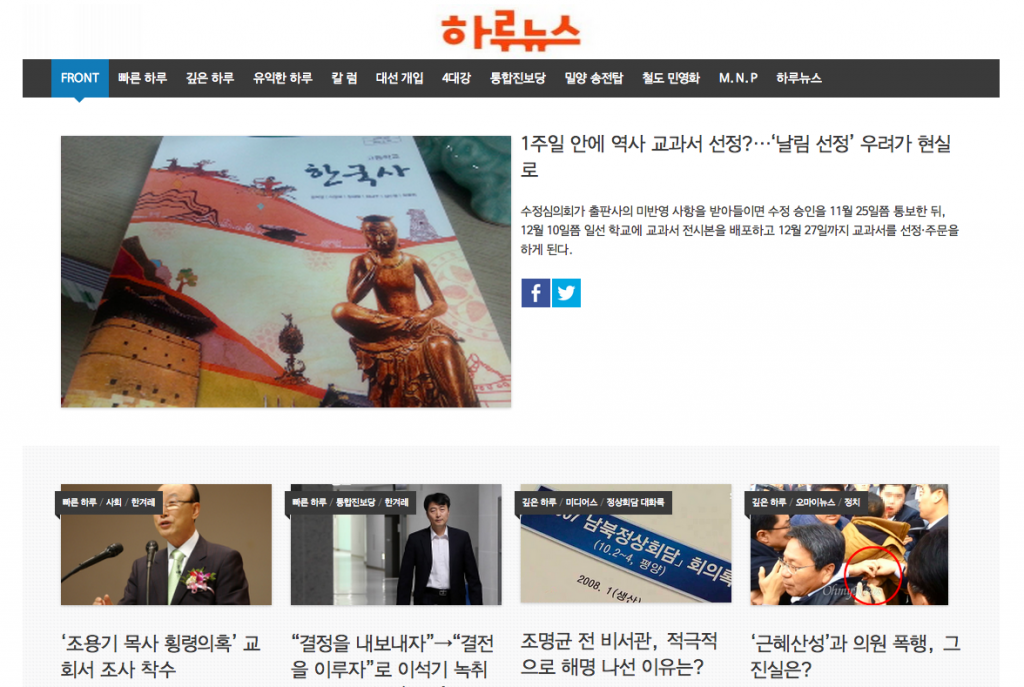 하류뉴스
FRONT 빠른 하루 깊은 하루 유익한 하루 칼 럼 대선 개입 4대강 통합진보당 밀양 송전탑 철도 민영화 M.N.P 하루뉴스
고등학교
한국사
1주일 안에 역사 교과서 선정?…‘날림 선정’ 우려가 현실
로
수정심의회가 출판사의 미반영 사항을 받아들이면 수정 승인을 11월 25일쯤 통보한 뒤,
12월 10일쯤 일선 학교에 교과서 전시본을 배포하고 12월 27일까지 교과서를 선정·주문을
하게 된다.
빠른 하루 / 사회 / 한겨레
빠른 하루 / 통합진보당 / 한겨레
깊은 하루 / 미디어스 / 정상회담 대화록
007 남북정상회담」 회의록
(10.2~4, 평양)
2008. 1(생산)
깊은 하루 / 오마이뉴스 / 정치
‘조용기 목사 횡령의혹’ 교
회서 조사 착수
“결정을 내보내자”→“결전
을 이루자”로 이석기 녹취
조명균 전 비서관, 적극적
으로 해명 나선 이유는?
‘근혜산성’과 의원 폭행, 그
진실은?